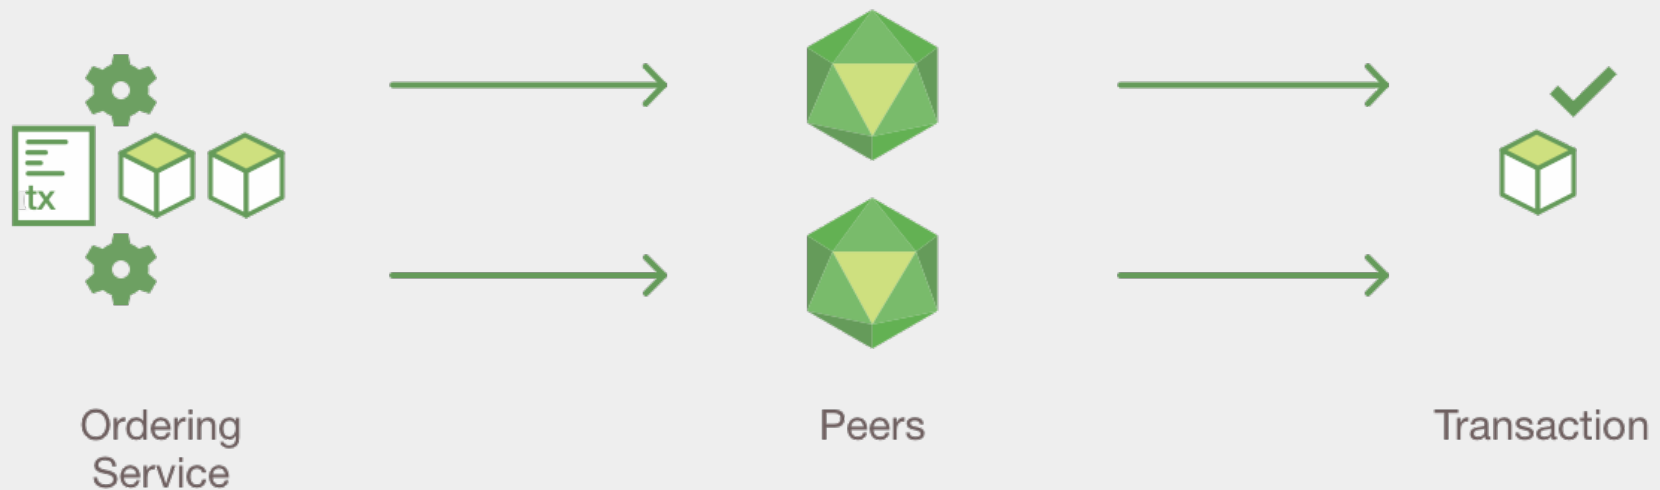 tx
Ordering
Service
Peers
Transaction